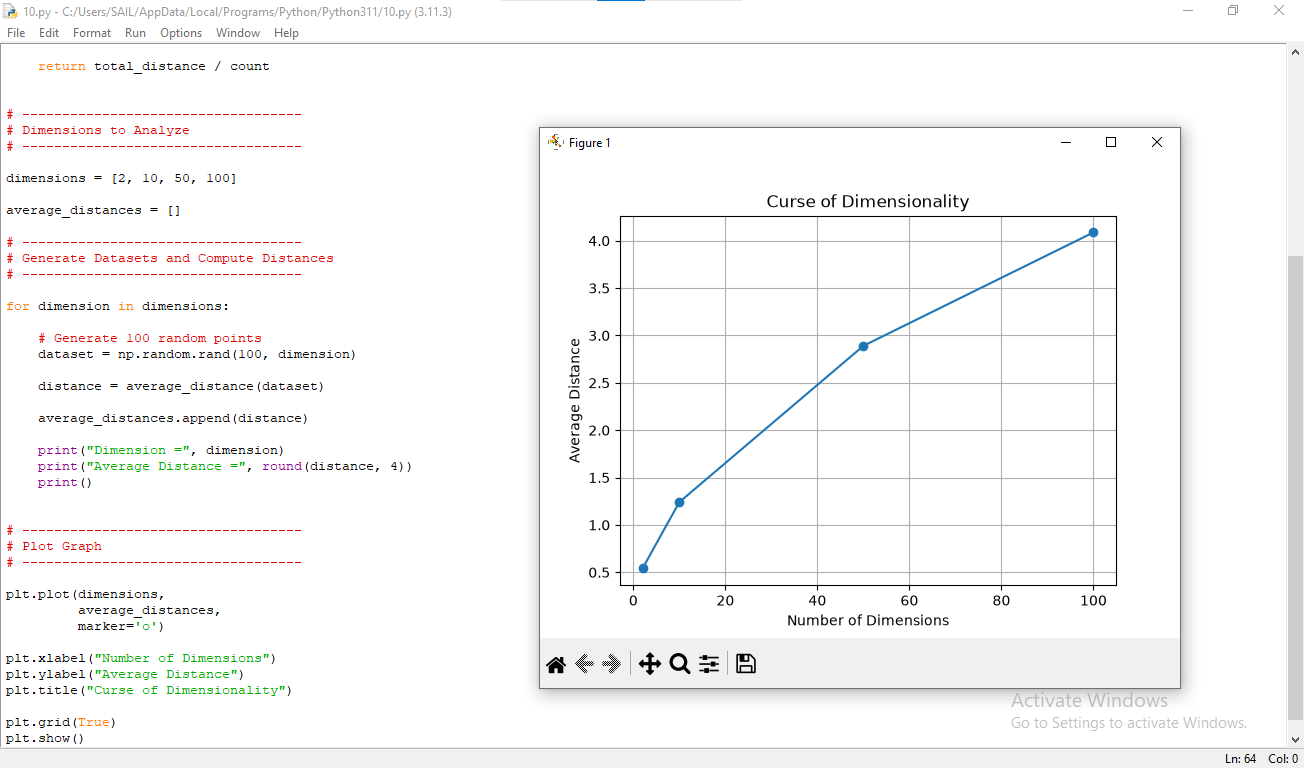 10.py - C:/Users/SAIL/AppData/Local/Programs/Python/Python311/10.py (3.11.3)
File Edit Format Run Options Window Help
    return total_distance / count
# -----------------------------------
# Dimensions to Analyze
# -----------------------------------
dimensions = [2, 10, 50, 100]
average_distances = []
# -----------------------------------
# Generate Datasets and Compute Distances
# -----------------------------------
for dimension in dimensions:
    # Generate 100 random points
    dataset = np.random.rand(100, dimension)
    distance = average_distance(dataset)
    average_distances.append(distance)
    print("Dimension =", dimension)
    print("Average Distance =", round(distance, 4))
    print()
# -----------------------------------
# Plot Graph
# -----------------------------------
plt.plot(dimensions,
         average_distances,
         marker='o')
plt.xlabel("Number of Dimensions")
plt.ylabel("Average Distance")
plt.title("Curse of Dimensionality")
plt.grid(True)
plt.show()
Figure 1
Curse of Dimensionality
Average Distance
4.0
3.5
3.0
2.5
2.0
1.5
1.0
0.5
0 20 40 60 80 100
Number of Dimensions
Activate Windows
Go to Settings to activate Windows.
Ln: 64 Col: 0